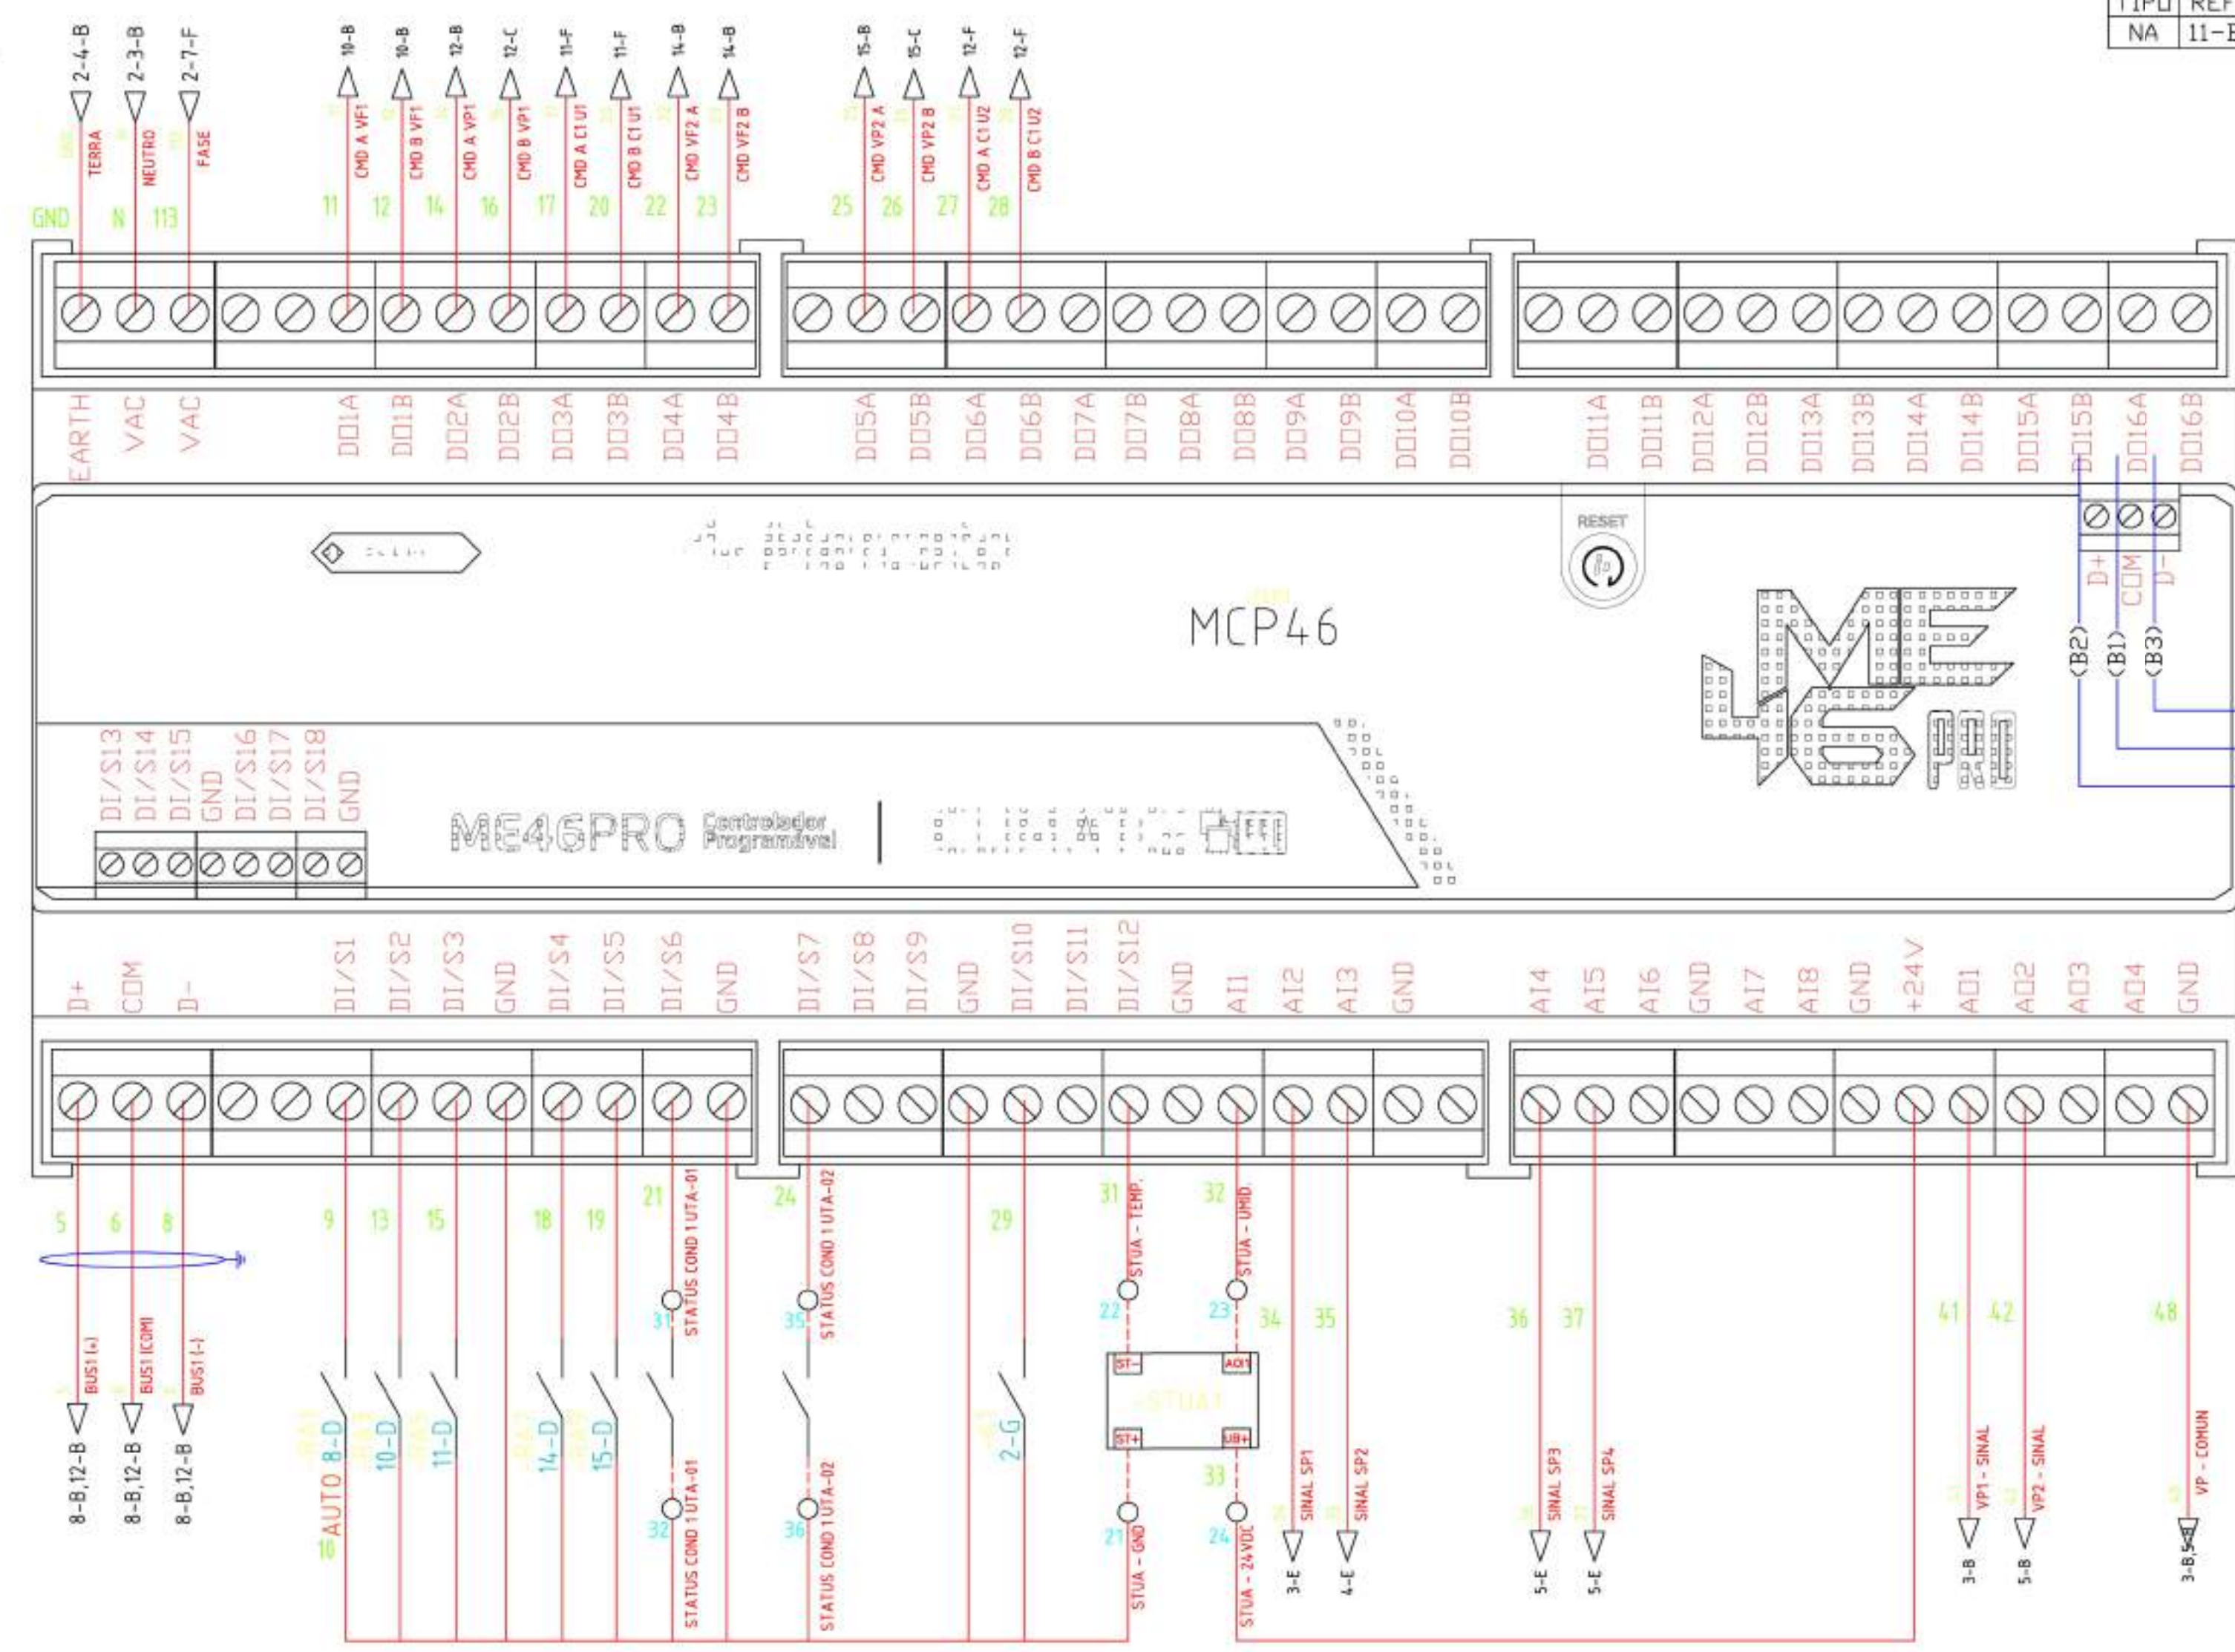 TIPO REF
NA 11-B
2-4-B
2-3-B
2-7-F
10-B
10-B
12-B
12-C
11-F
11-F
14-B
14-B
15-B
15-C
12-F
12-F
TERRA
NEUTRO
FASE
CMD A VF1
CMD B VF1
CMD A VP1
CMD B VP1
CMD A C1 U1
CMD B C1 U1
CMD VF2 A
CMD VF2 B
CMD VP2 A
CMD VP2 B
CMD A C1 U2
CMD B C1 U2
GND N 113 11 12 14 16 17 20 22 23 25 26 27 28
EARTH
VAC
VAC
DO1A
DO1B
DO2A
DO2B
DO3A
DO3B
DO4A
DO4B
DO5A
DO5B
DO6A
DO6B
DO7A
DO7B
DO8A
DO8B
DO9A
DO9B
DO10A
DO10B
DO11A
DO11B
DO12A
DO12B
DO13A
DO13B
DO14A
DO14B
DO15A
DO15B
DO16A
DO16B
RESET
D+
COM
D-
MCP46
ME
46
PRO
(B2)
(B1)
(B3)
DI/S13
DI/S14
DI/S15
GND
DI/S16
DI/S17
DI/S18
GND
ME46PRO Controlador
Programável
D+
COM
D-
DI/S1
DI/S2
DI/S3
GND
DI/S4
DI/S5
DI/S6
GND
DI/S7
DI/S8
DI/S9
GND
DI/S10
DI/S11
DI/S12
GND
AI1
AI2
AI3
GND
AI4
AI5
AI6
GND
AI7
AI8
GND
+24V
AO1
AO2
AO3
AO4
GND
5 6 8 9 13 15 18 19 21 24 29 31 32
STATUS COND 1 UTA-01
STATUS COND 1 UTA-02
STUA - TEMP.
STUA - UMID.
31 35 22 23 34 35 36 37 41 42 48
BUS1 (+)
BUS1 (COM)
BUS1 (-)
8-B,12-B
8-B,12-B
8-B,12-B
AUTO 8-D
10
10-D
11-D
14-D
15-D
2-G
ST- AO1
-STUA1
ST+ UB+
33
32 36 21 24
STATUS COND 1 UTA-01
STATUS COND 1 UTA-02
STUA - GND
STUA - 24VDC
SINAL SP1
SINAL SP2
SINAL SP3
SINAL SP4
VP1 - SINAL
VP2 - SINAL
VP - COMUN
3-E
4-E
5-E
5-E
3-B
5-B